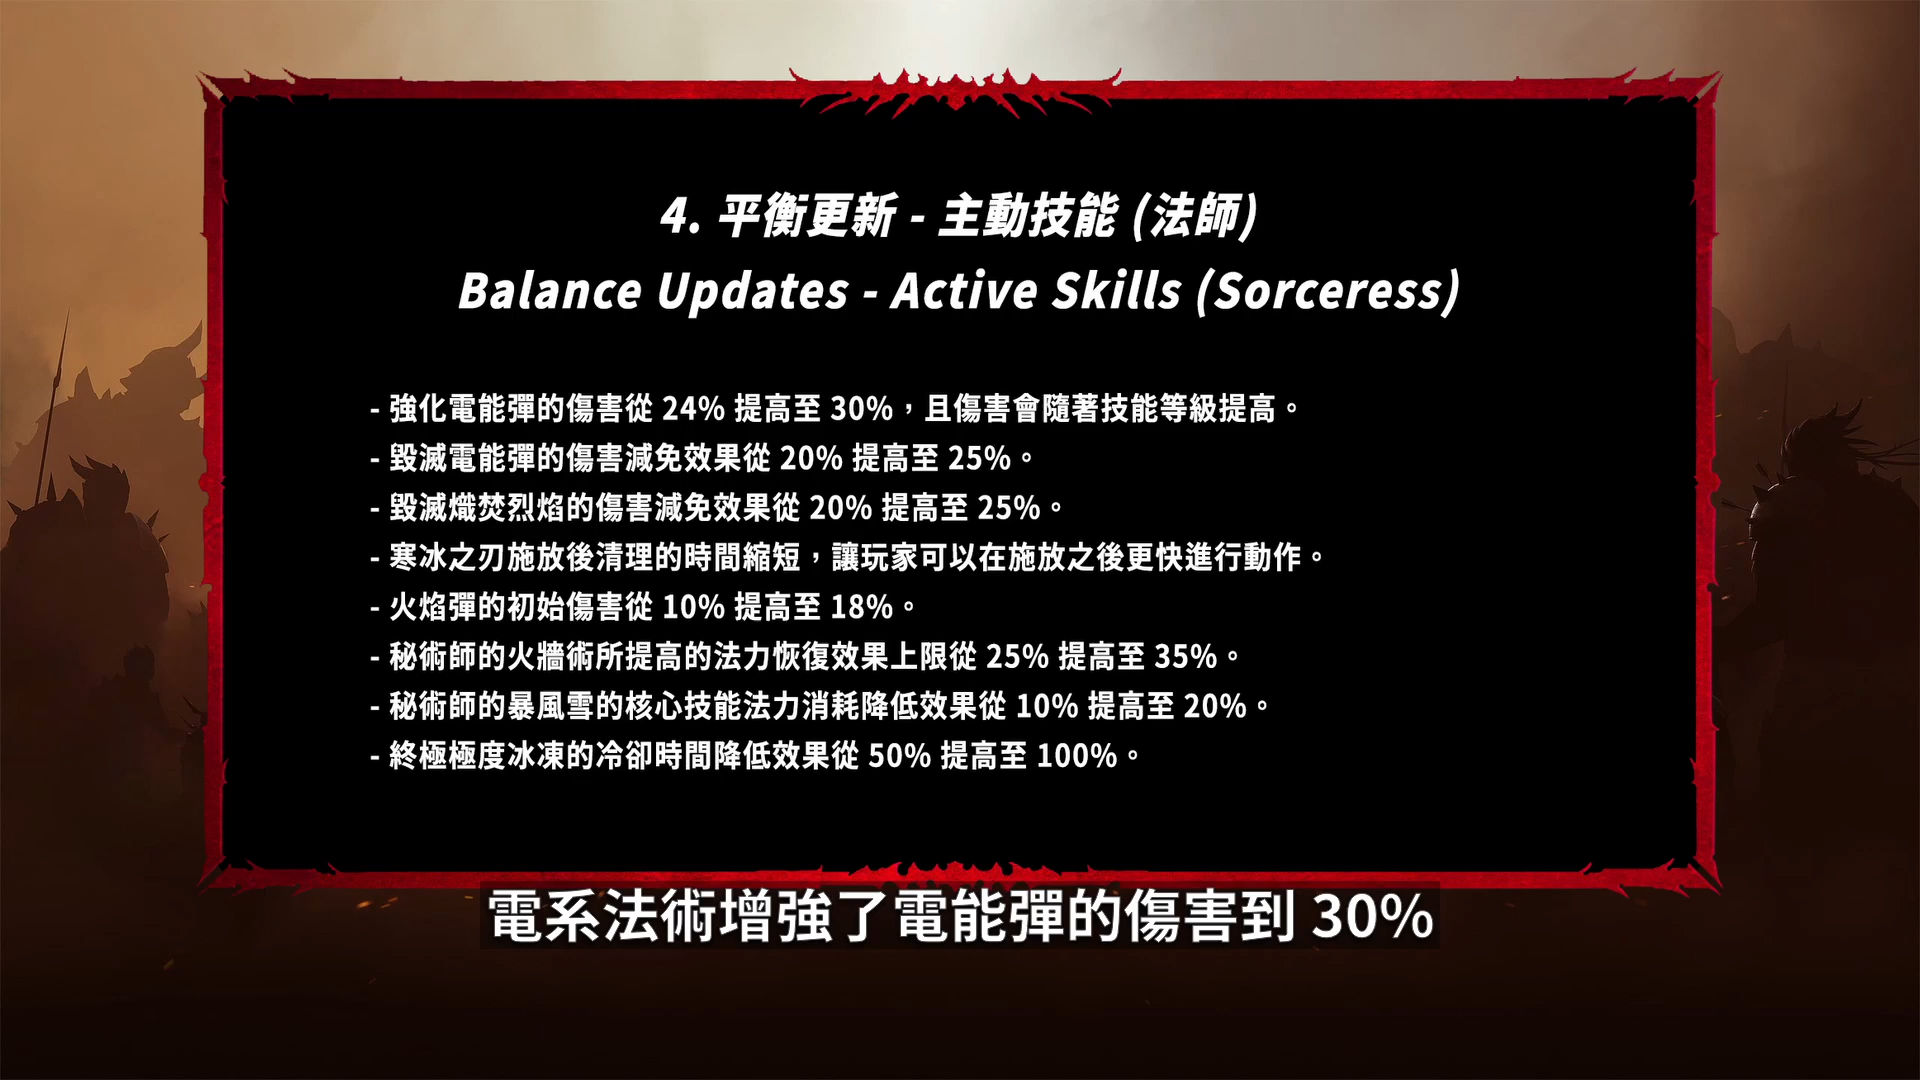 4. 平衡更新 - 主動技能 (法師)
Balance Updates - Active Skills (Sorceress)
- 強化電能彈的傷害從 24% 提高至 30%，且傷害會隨著技能等級提高。
- 毀滅電能彈的傷害減免效果從 20% 提高至 25%。
- 毀滅熾焚烈焰的傷害減免效果從 20% 提高至 25%。
- 寒冰之刃施放後清理的時間縮短，讓玩家可以在施放之後更快進行動作。
- 火焰彈的初始傷害從 10% 提高至 18%。
- 秘術師的火牆術所提高的法力恢復效果上限從 25% 提高至 35%。
- 秘術師的暴風雪的核心技能法力消耗降低效果從 10% 提高至 20%。
- 終極極度冰凍的冷卻時間降低效果從 50% 提高至 100%。
電系法術增強了電能彈的傷害到 30%